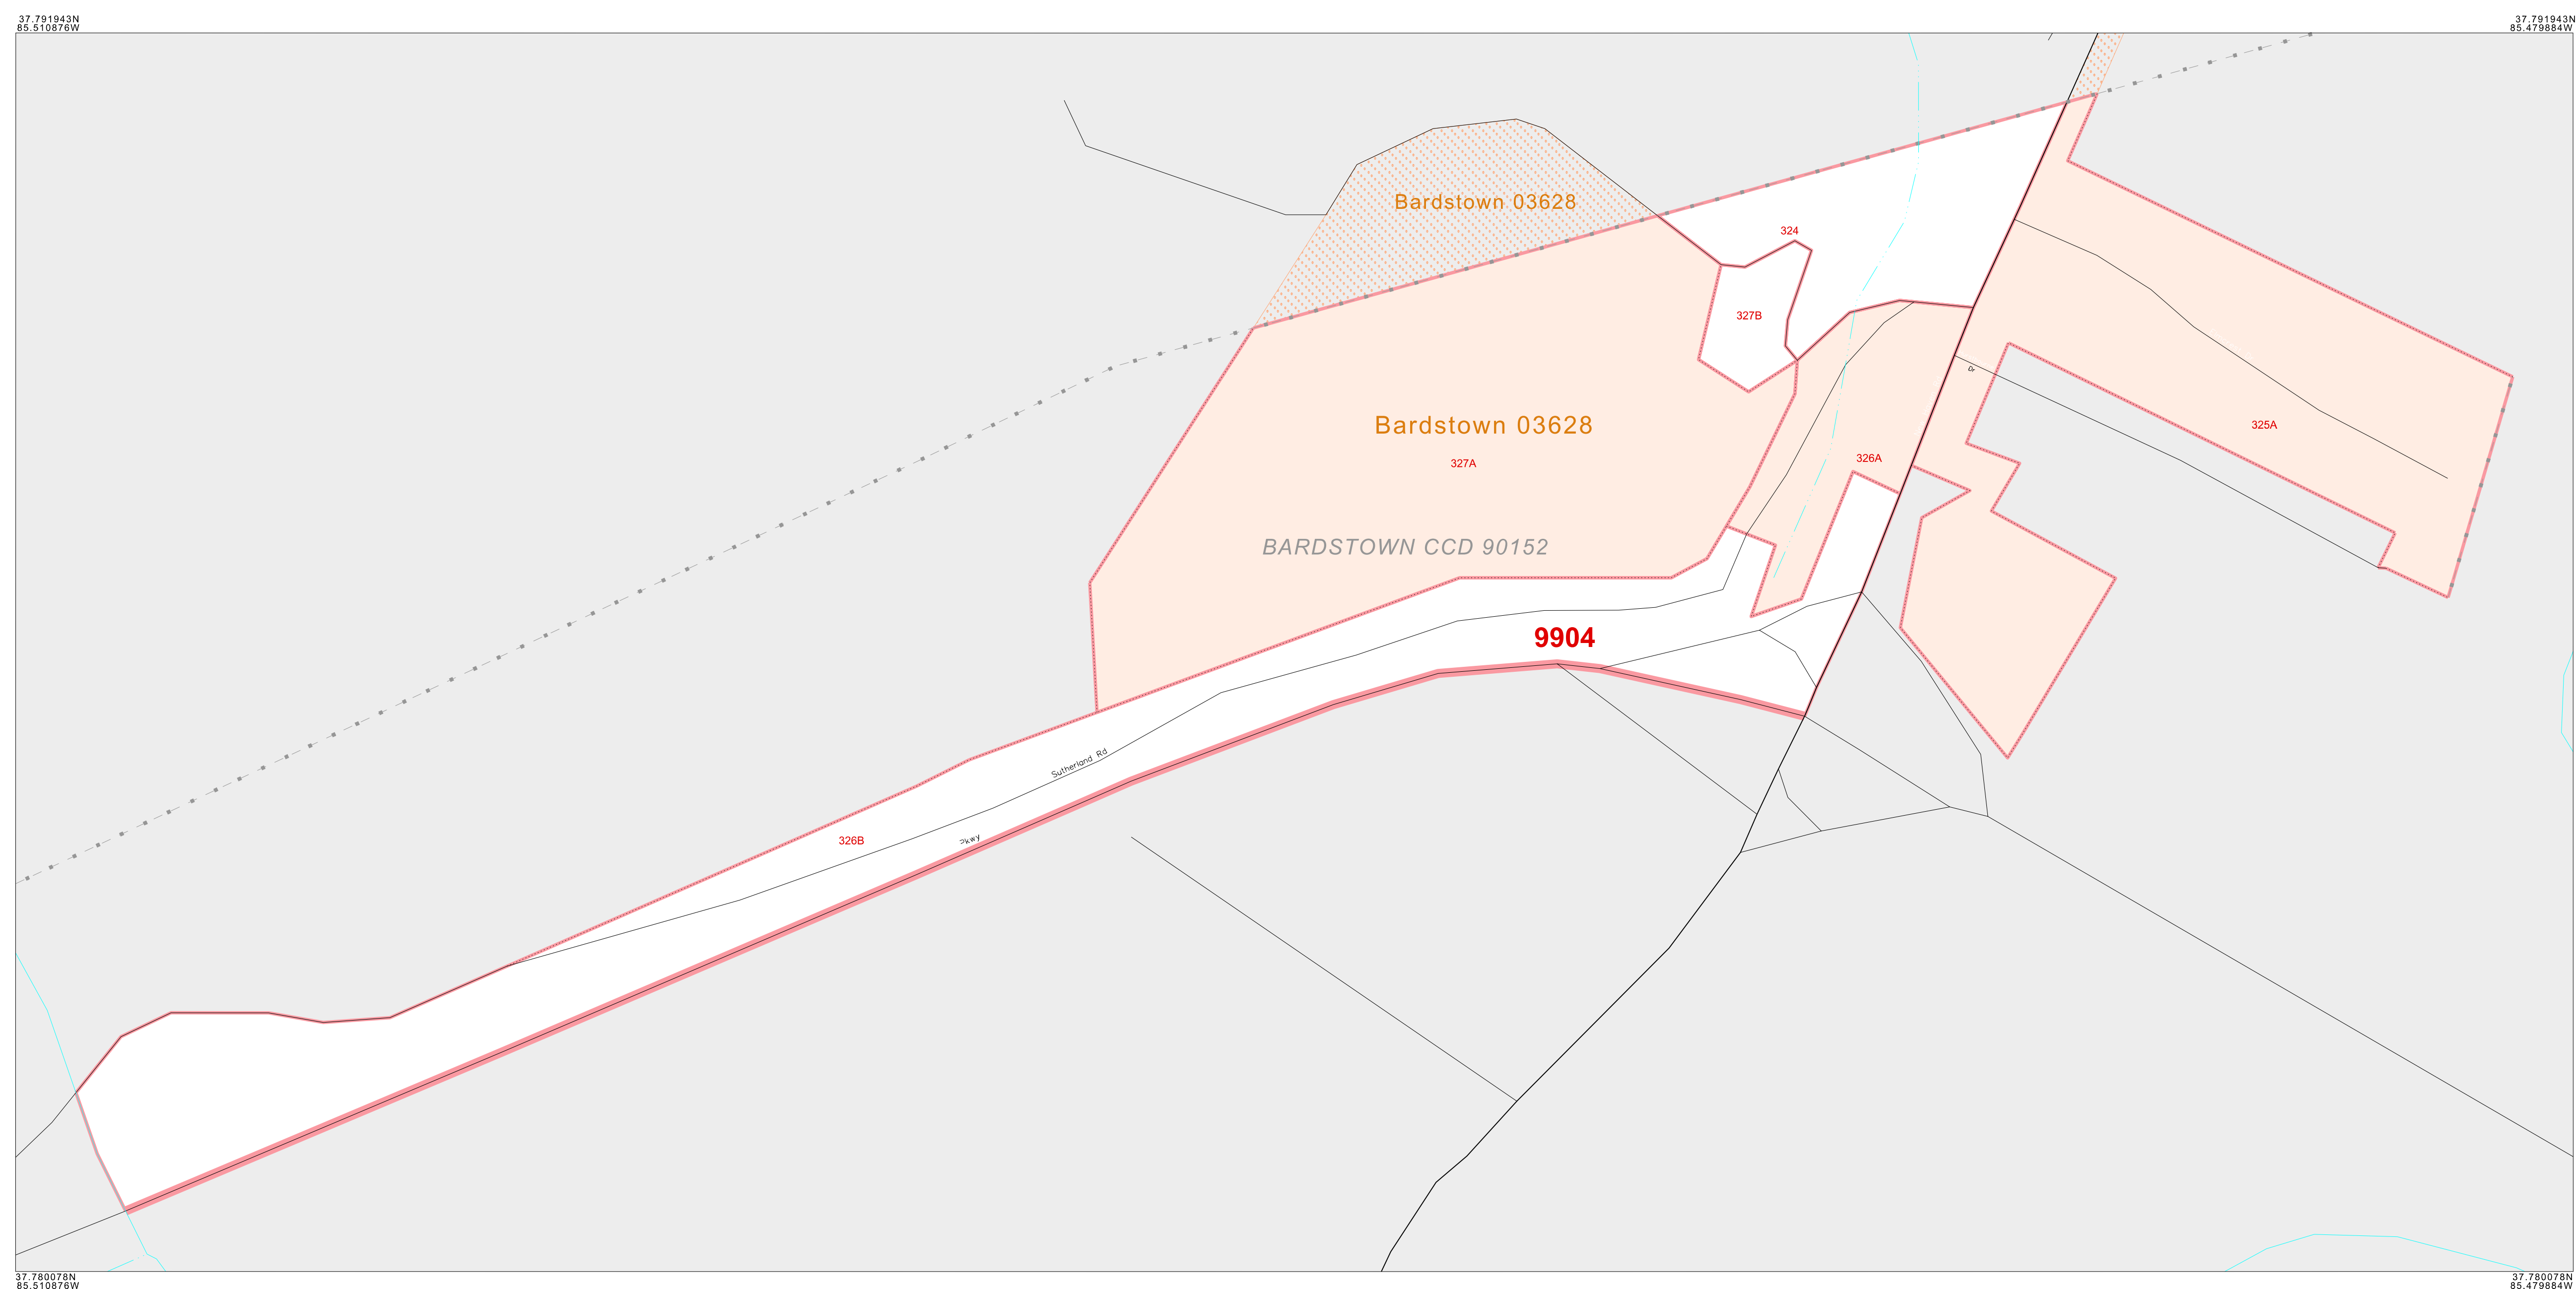 37.791943N
85.510876W
37.791943N
85.479884W
Bardstown 03628
324
327B
Dr
Bardstown 03628
325A
326A
327A
BARDSTOWN CCD 90152
9904
Sutherland Rd
326B
Pkwy
37.780078N
85.510876W
37.780078N
85.479884W